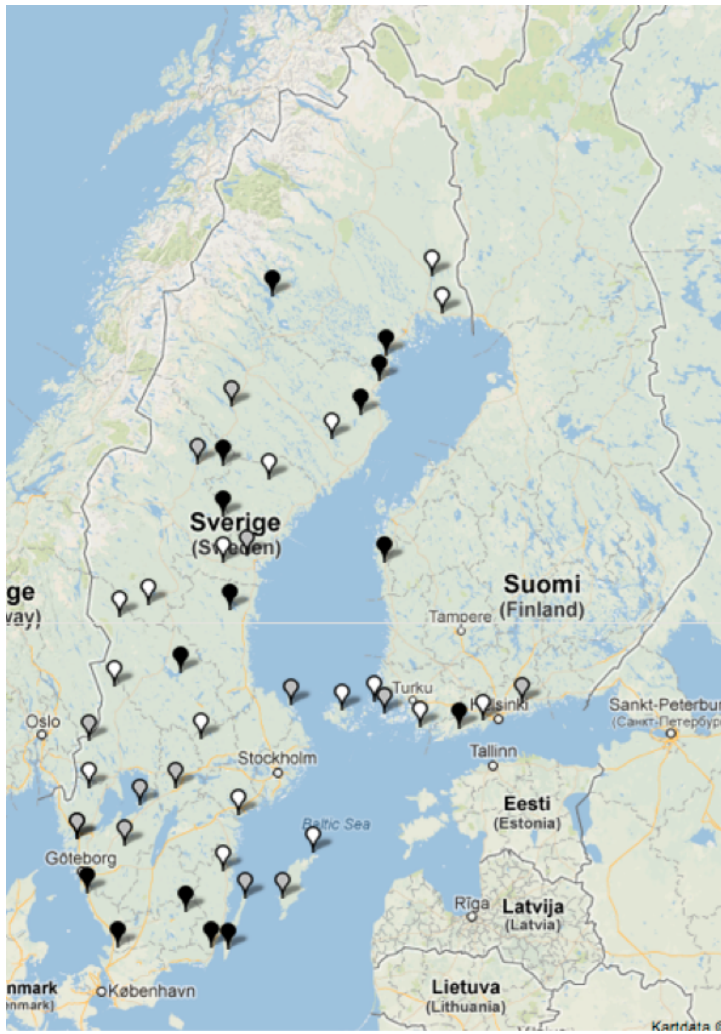 Sverige
(Sweden)
ge
way)
Suomi
(Finland)
Tampere
Turku
Helsinki
Oslo
Sankt-Peterburg
(Санкт-Петербург
Stockholm
Tallinn
Baltic Sea
Eesti
(Estonia)
Göteborg
Rīga
Latvija
(Latvia)
nmark
enmark)
København
Lietuva
(Lithuania)
Kartdata ©